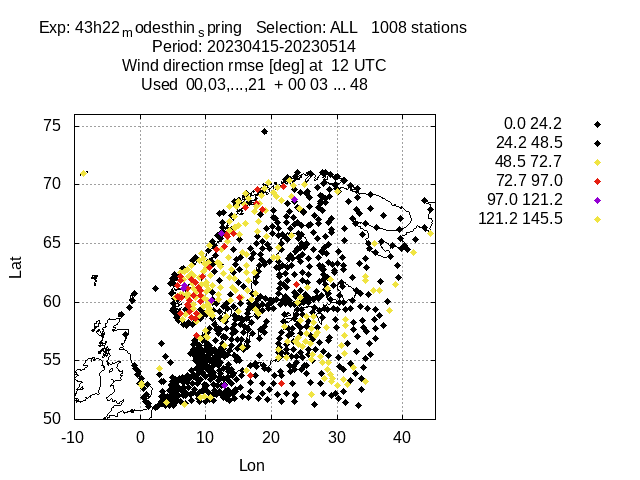 Exp: 43h22modesthinspring Selection: ALL 1008 stations
Period: 20230415-20230514
Wind direction rmse [deg] at 12 UTC
Used 00,03,...,21 + 00 03 ... 48
0.0 24.2
24.2 48.5
48.5 72.7
72.7 97.0
97.0 121.2
121.2 145.5
75
70
65
60
55
50
Lat
-10 0 10 20 30 40
Lon